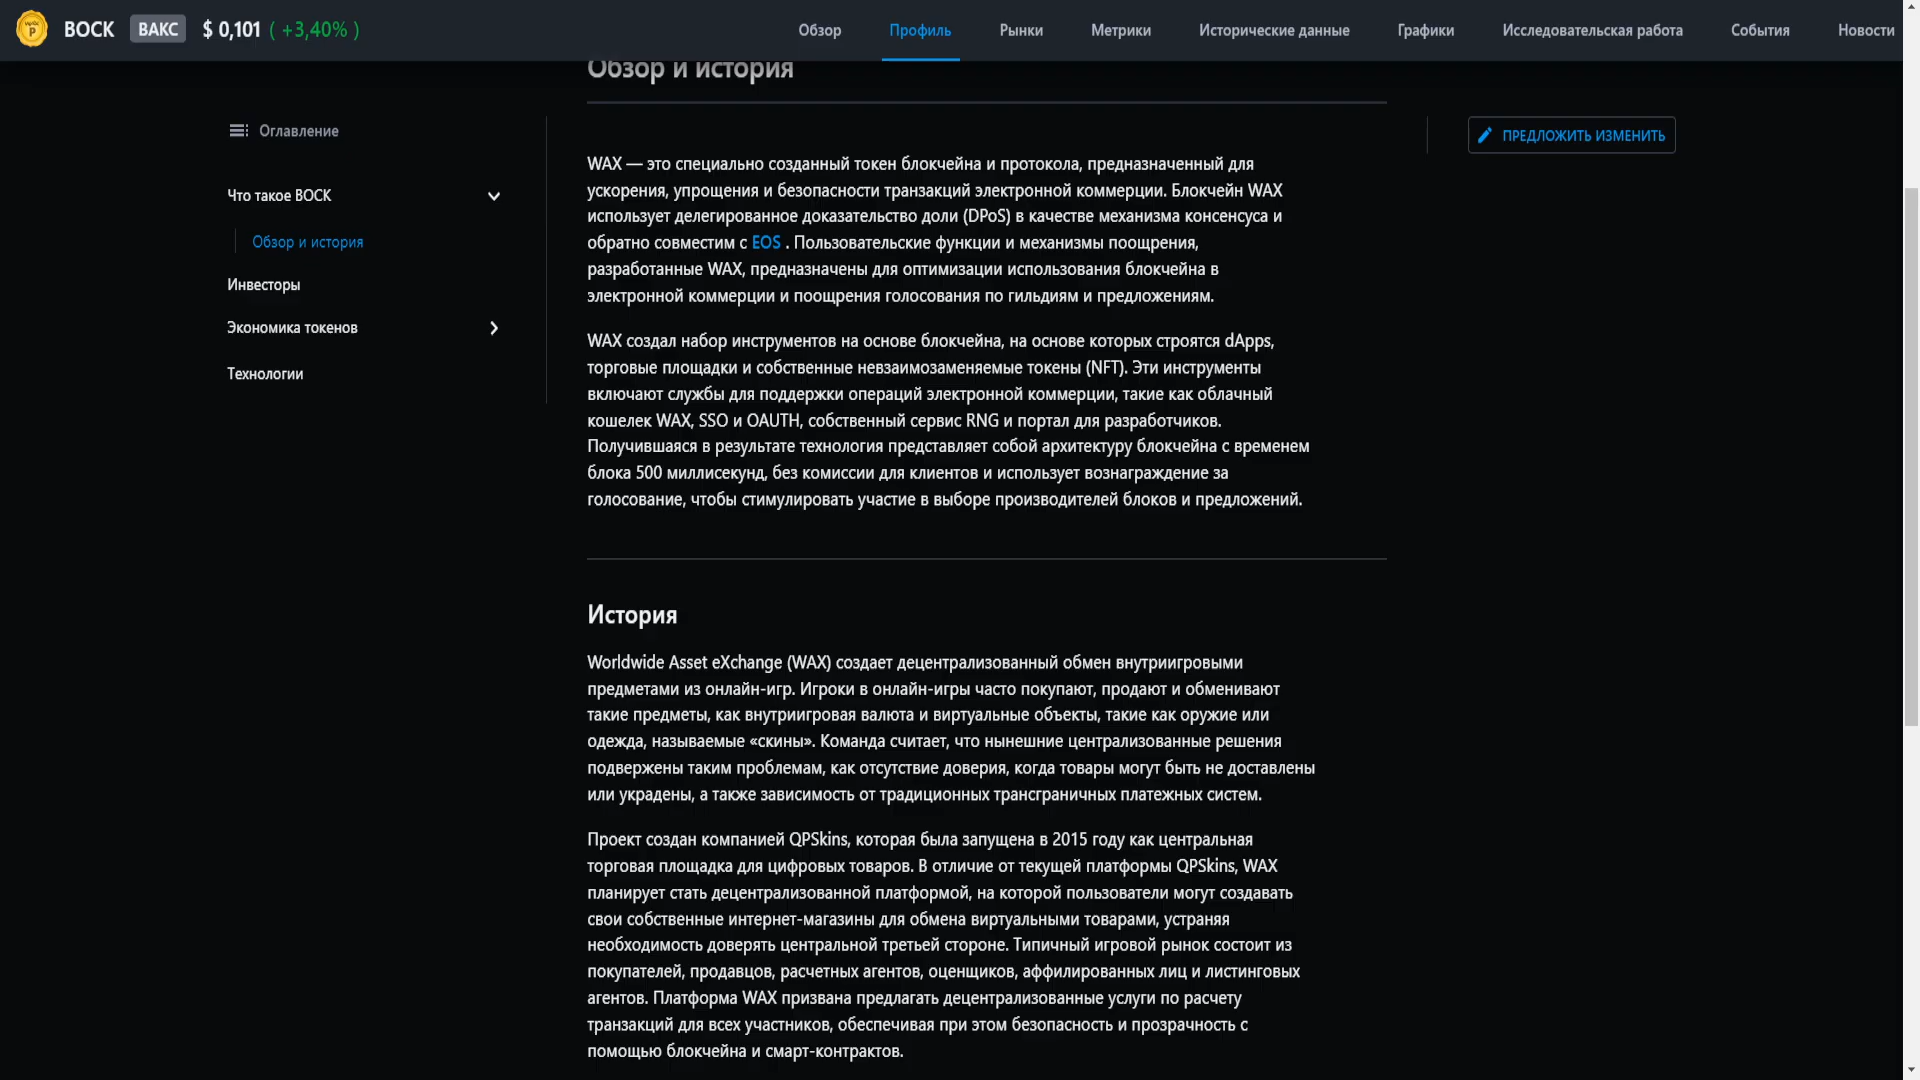 ВОСК ВАКС $ 0,101 ( +3,40% ) Обзор Профиль Рынки Метрики Исторические данные Графики Исследовательская работа События Новости
Обзор и история
Оглавление
Что такое ВОСК
Обзор и история
Инвесторы
Экономика токенов
Технологии
ПРЕДЛОЖИТЬ ИЗМЕНИТЬ
WAX — это специально созданный токен блокчейна и протокола, предназначенный для
ускорения, упрощения и безопасности транзакций электронной коммерции. Блокчейн WAX
использует делегированное доказательство доли (DPoS) в качестве механизма консенсуса и
обратно совместим с EOS . Пользовательские функции и механизмы поощрения,
разработанные WAX, предназначены для оптимизации использования блокчейна в
электронной коммерции и поощрения голосования по гильдиям и предложениям.
WAX создал набор инструментов на основе блокчейна, на основе которых строятся dApps,
торговые площадки и собственные невзаимозаменяемые токены (NFT). Эти инструменты
включают службы для поддержки операций электронной коммерции, такие как облачный
кошелек WAX, SSO и OAUTH, собственный сервис RNG и портал для разработчиков.
Получившаяся в результате технология представляет собой архитектуру блокчейна с временем
блока 500 миллисекунд, без комиссии для клиентов и использует вознаграждение за
голосование, чтобы стимулировать участие в выборе производителей блоков и предложений.
История
Worldwide Asset eXchange (WAX) создает децентрализованный обмен внутриигровыми
предметами из онлайн-игр. Игроки в онлайн-игры часто покупают, продают и обменивают
такие предметы, как внутриигровая валюта и виртуальные объекты, такие как оружие или
одежда, называемые «скины». Команда считает, что нынешние централизованные решения
подвержены таким проблемам, как отсутствие доверия, когда товары могут быть не доставлены
или украдены, а также зависимость от традиционных трансграничных платежных систем.
Проект создан компанией QPSkins, которая была запущена в 2015 году как центральная
торговая площадка для цифровых товаров. В отличие от текущей платформы QPSkins, WAX
планирует стать децентрализованной платформой, на которой пользователи могут создавать
свои собственные интернет-магазины для обмена виртуальными товарами, устраняя
необходимость доверять центральной третьей стороне. Типичный игровой рынок состоит из
покупателей, продавцов, расчетных агентов, оценщиков, аффилированных лиц и листинговых
агентов. Платформа WAX призвана предлагать децентрализованные услуги по расчету
транзакций для всех участников, обеспечивая при этом безопасность и прозрачность с
помощью блокчейна и смарт-контрактов.